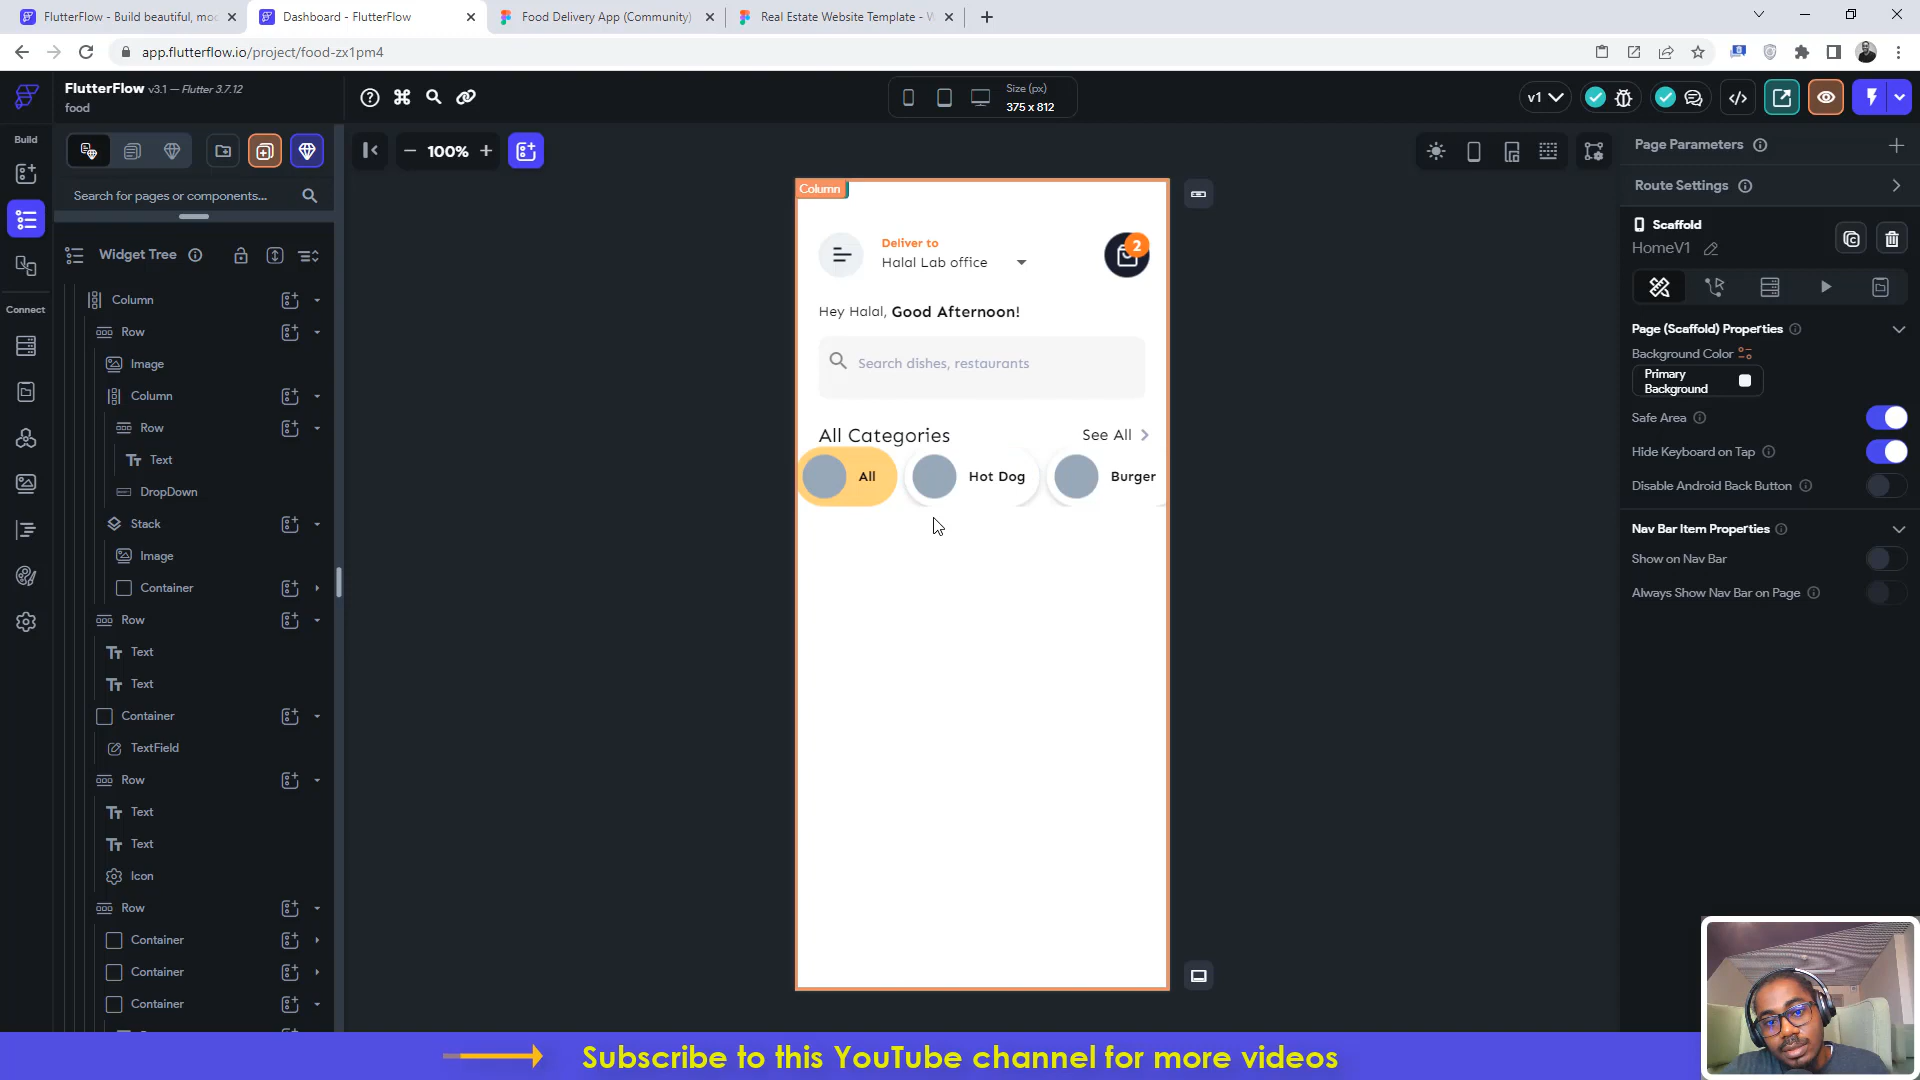 FlutterFlow - Build beautiful, mo
Dashboard - FlutterFlow
Food Delivery App (Community)
Real Estate Website Template - W
app.flutterflow.io/project/food-zx1pm4
FlutterFlow v3.1 — Flutter 3.7.12
food
Size (px)
375 x 812
v1
Build
Connect
100%
Search for pages or components...
Widget Tree
Column
Row
Image
Column
Row
Text
DropDown
Stack
Image
Container
Row
Text
Text
Container
TextField
Row
Text
Text
Icon
Row
Container
Container
Container
Column
Deliver to
Halal Lab office
2
Hey Halal, Good Afternoon!
Search dishes, restaurants
All Categories
See All
All
Hot Dog
Burger
Page Parameters
Route Settings
Scaffold
HomeV1
Page (Scaffold) Properties
Background Color
Primary
Background
Safe Area
Hide Keyboard on Tap
Disable Android Back Button
Nav Bar Item Properties
Show on Nav Bar
Always Show Nav Bar on Page
Subscribe to this YouTube channel for more videos